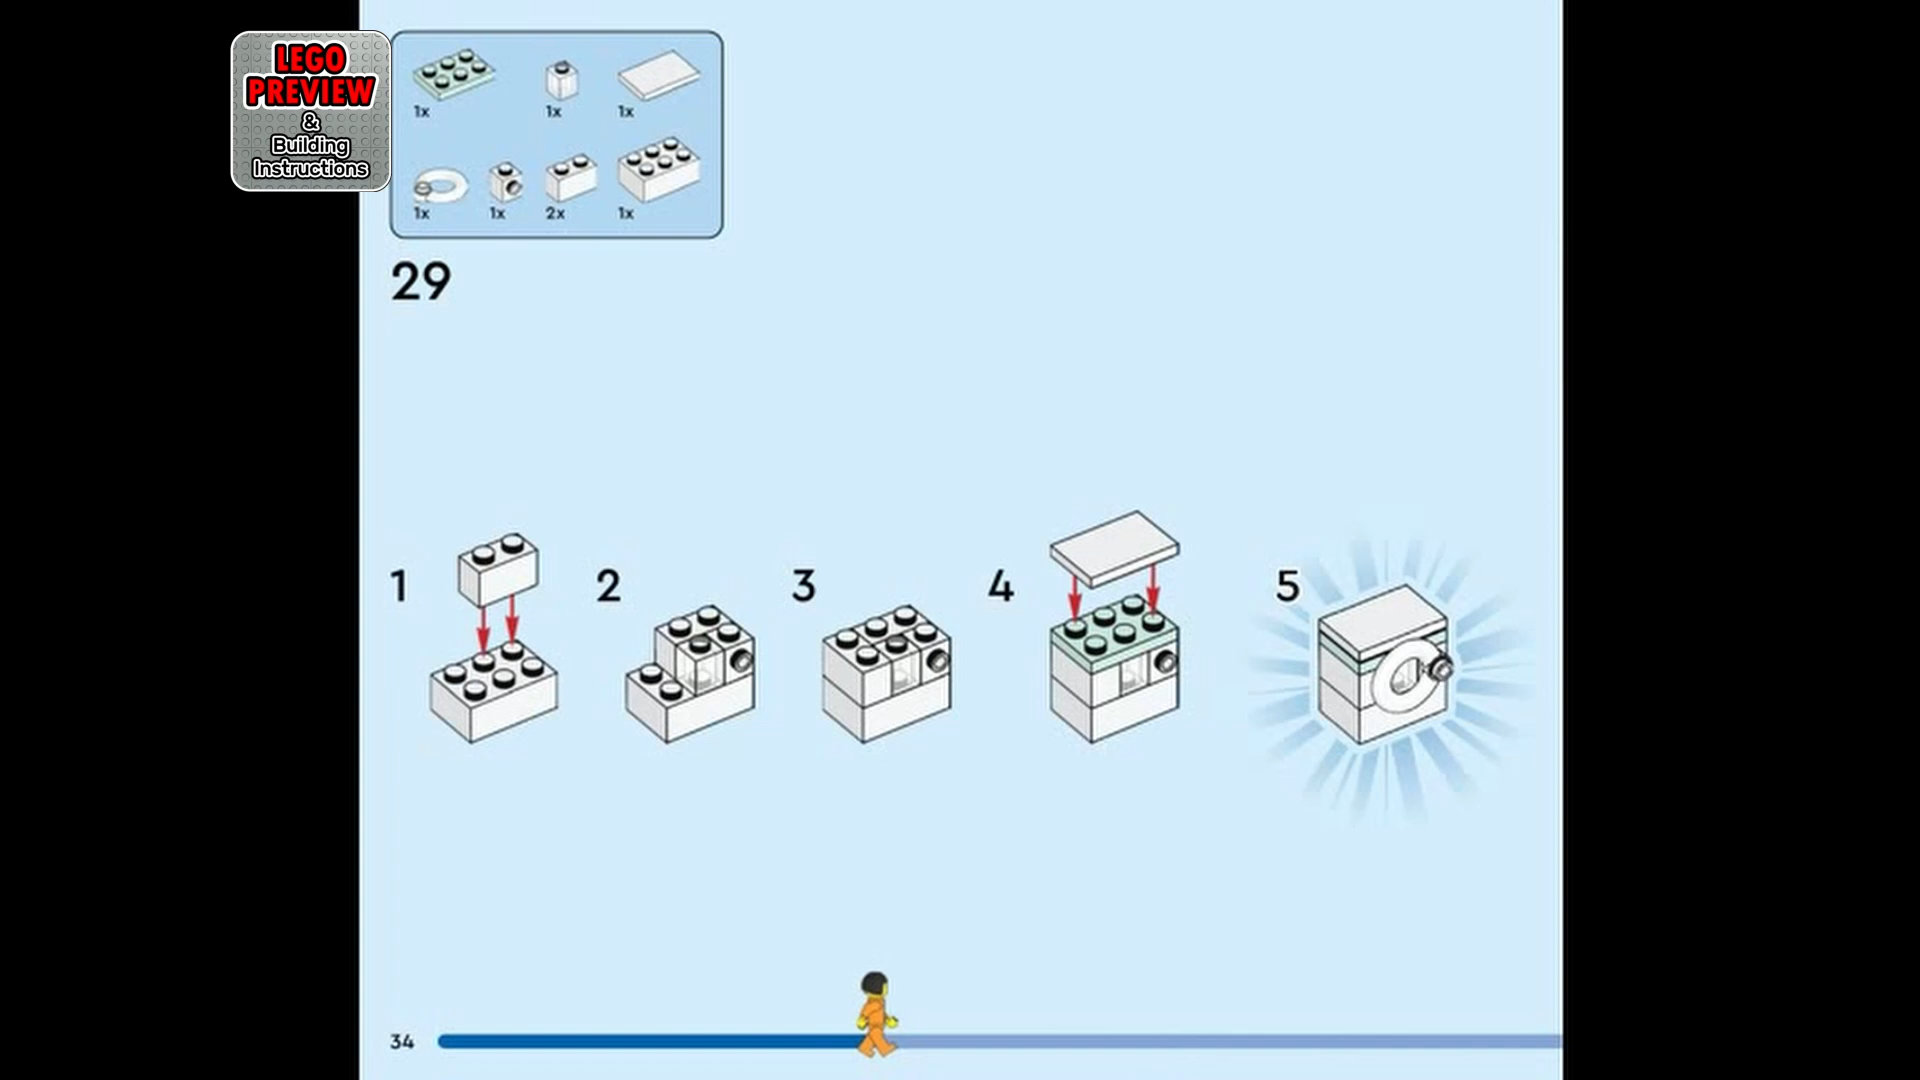 LEGO
PREVIEW
&
Building
Instructions
1x 1x 1x
1x 1x 2x 1x
29
1 2 3 4 5
34